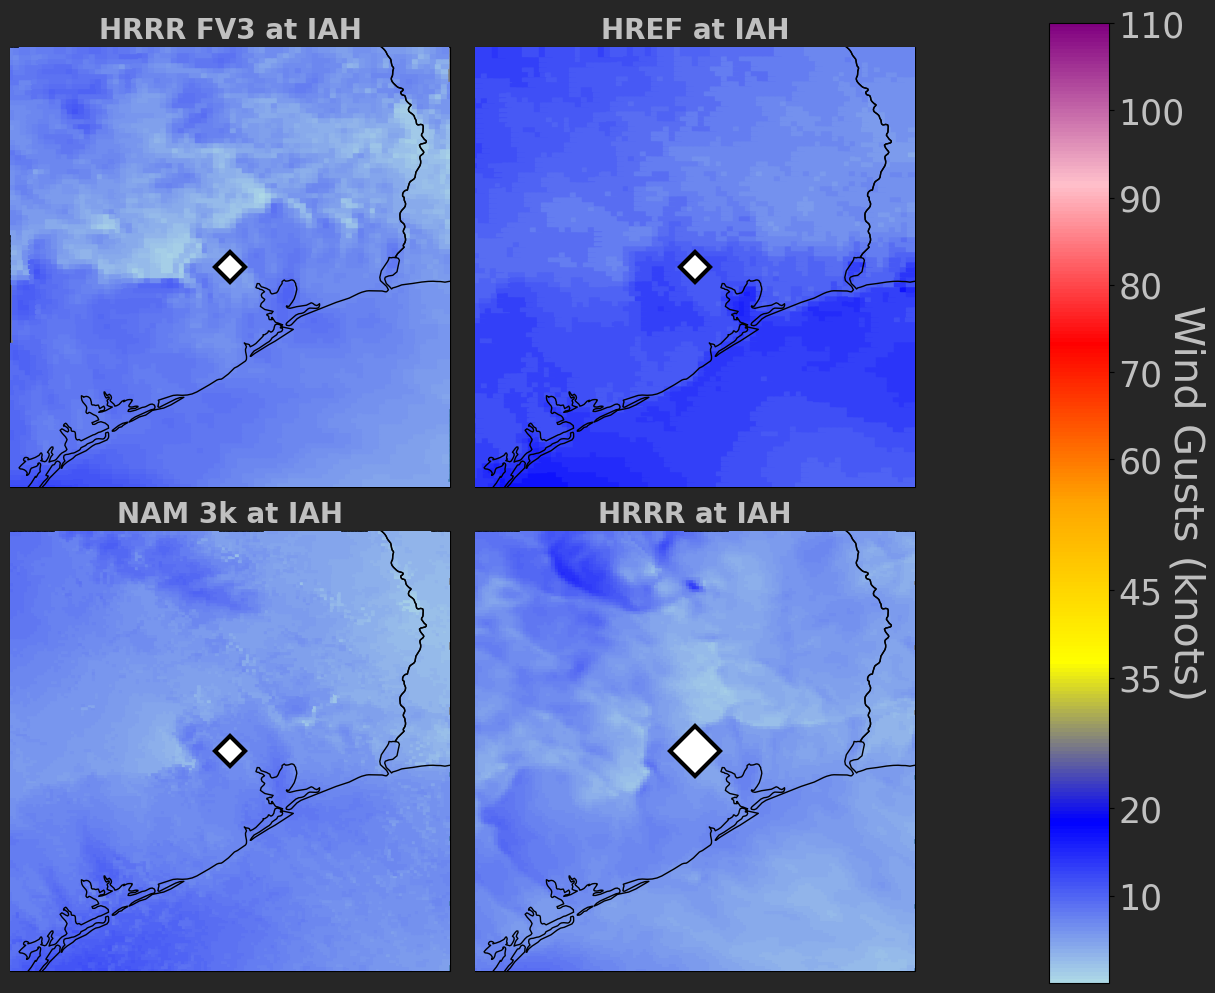 HRRR FV3 at IAH
HREF at IAH
NAM 3k at IAH
HRRR at IAH
110
100
90
80
70
60
45
35
20
10
Wind Gusts (knots)